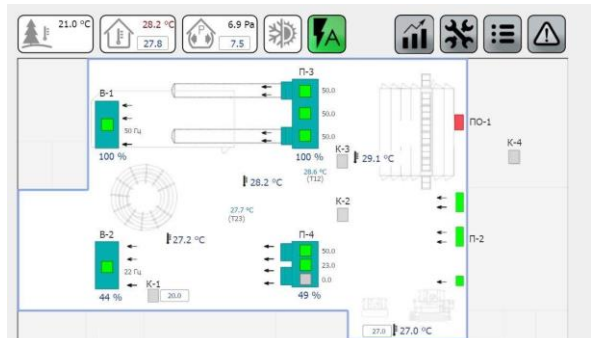 21.0 °C
28.2 °C
27.8
P
6.9 Pa
7.5
A
В-1
50 Гц
100 %
П-3
50.0
50.0
50.0
100 %
28.6 °C
(T12)
К-3
29.1 °C
ПО-1
К-4
28.2 °C
27.7 °C
(T23)
К-2
27.2 °C
В-2
22 Гц
44 %
К-1
20.0
П-4
50.0
23.0
0.0
49 %
П-2
27.0
27.0 °C